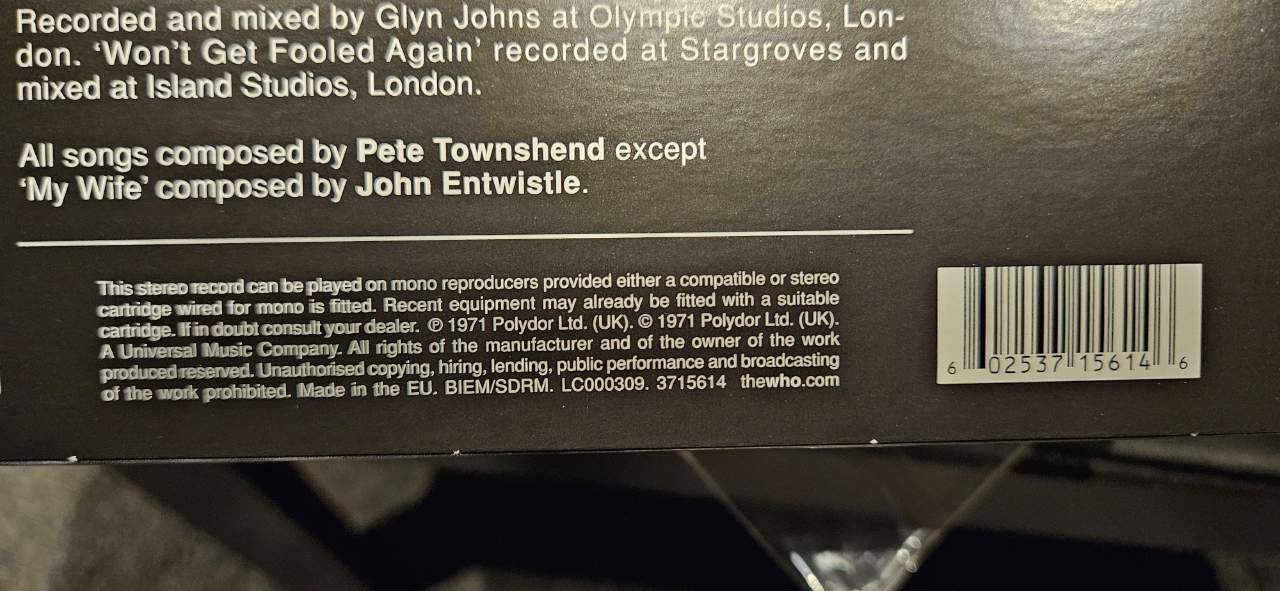 Recorded and mixed by Glyn Johns at Olympic Studios, Lon-
don. ‘Won’t Get Fooled Again’ recorded at Stargroves and
mixed at Island Studios, London.
All songs composed by Pete Townshend except
‘My Wife’ composed by John Entwistle.
This stereo record can be played on mono reproducers provided either a compatible or stereo
cartridge wired for mono is fitted. Recent equipment may already be fitted with a suitable
cartridge. If in doubt consult your dealer. ℗ 1971 Polydor Ltd. (UK). © 1971 Polydor Ltd. (UK).
A Universal Music Company. All rights of the manufacturer and of the owner of the work
produced reserved. Unauthorised copying, hiring, lending, public performance and broadcasting
of the work prohibited. Made in the EU. BIEM/SDRM. LC000309. 3715614 thewho.com
6 02537 15614 6